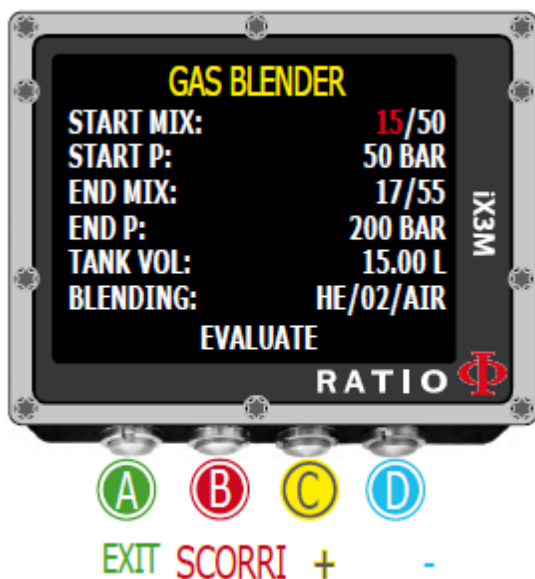 GAS BLENDER
START MIX: 15/50
START P: 50 BAR
END MIX: 17/55
END P: 200 BAR
TANK VOL: 15.00 L
BLENDING: HE/02/AIR
EVALUATE
iX3M
RATIO
A B C D
EXIT SCORRI + -